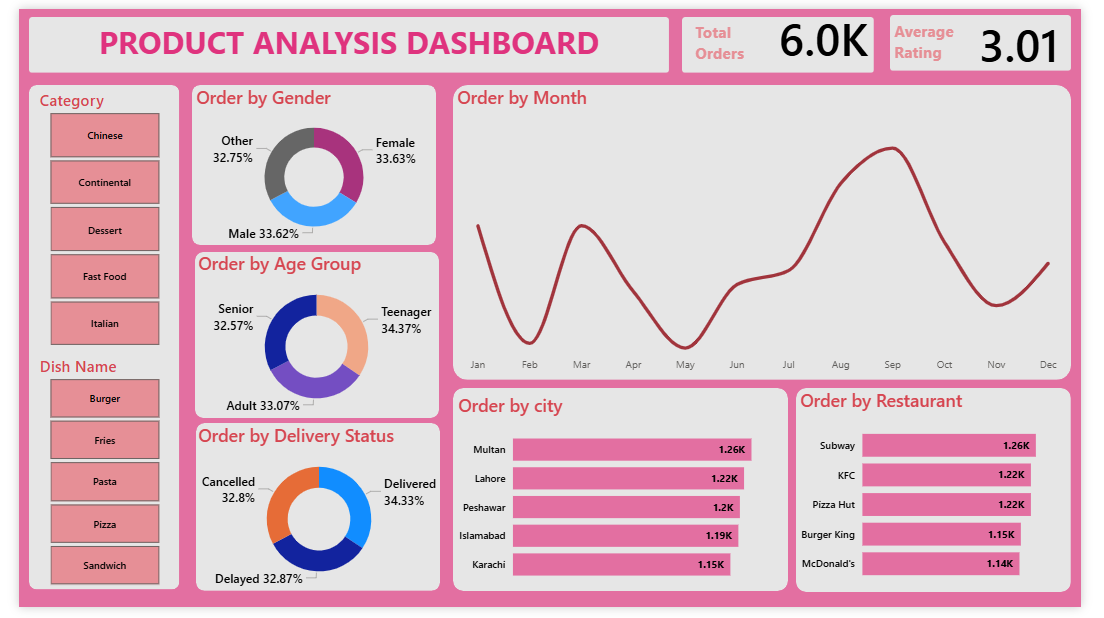 PRODUCT ANALYSIS DASHBOARD
Total
Orders
6.0K
Average
Rating
3.01
Category
Chinese
Continental
Dessert
Fast Food
Italian
Dish Name
Burger
Fries
Pasta
Pizza
Sandwich
Order by Gender
Other
32.75%
Female
33.63%
Male 33.62%
Order by Age Group
Senior
32.57%
Teenager
34.37%
Adult 33.07%
Order by Delivery Status
Cancelled
32.8%
Delivered
34.33%
Delayed 32.87%
Order by Month
Jan Feb Mar Apr May Jun Jul Aug Sep Oct Nov Dec
Order by city
Multan 1.26K
Lahore 1.22K
Peshawar 1.2K
Islamabad 1.19K
Karachi 1.15K
Order by Restaurant
Subway 1.26K
KFC 1.22K
Pizza Hut 1.22K
Burger King 1.15K
McDonald's 1.14K